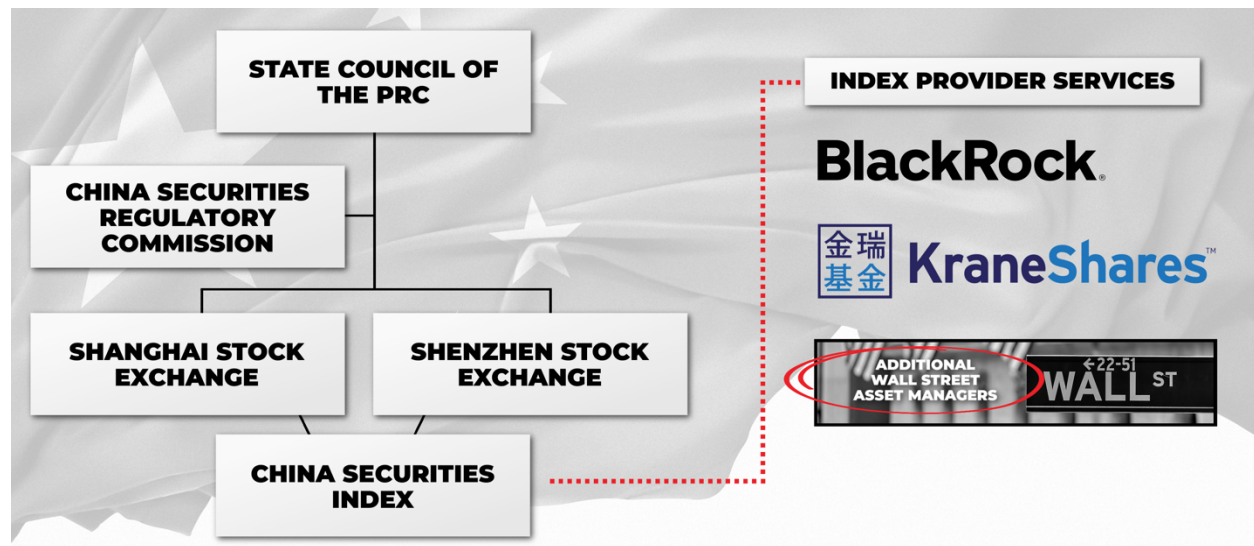 STATE COUNCIL OF
THE PRC
CHINA SECURITIES
REGULATORY
COMMISSION
SHANGHAI STOCK
EXCHANGE
SHENZHEN STOCK
EXCHANGE
CHINA SECURITIES
INDEX
INDEX PROVIDER SERVICES
BlackRock®
金瑞
基金
KraneShares™
ADDITIONAL
WALL STREET
ASSET MANAGERS
←22-51
WALL ST